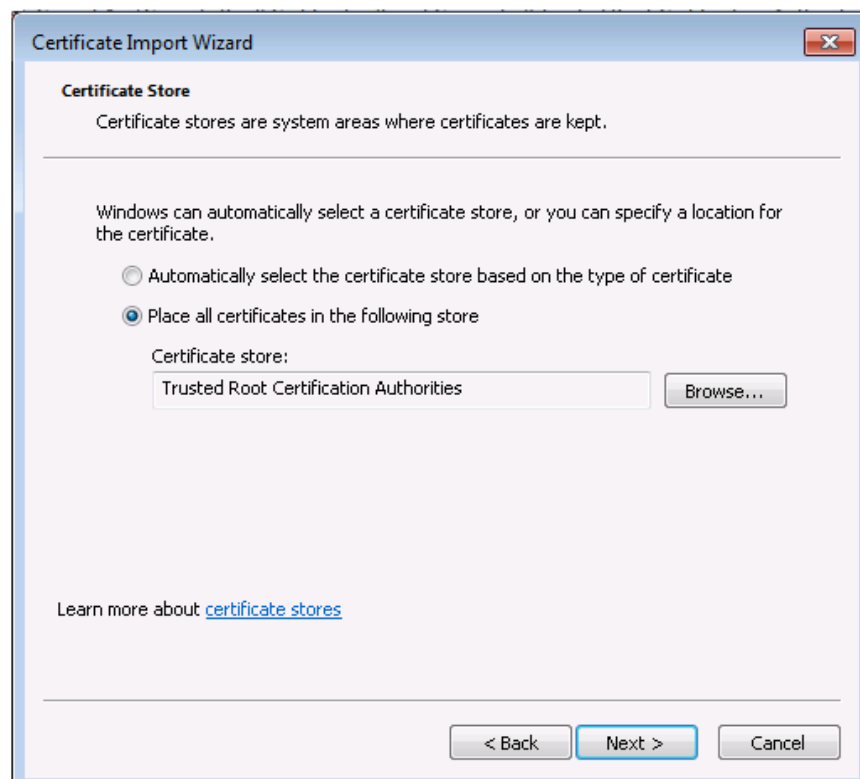 Certificate Import Wizard
Certificate Store
Certificate stores are system areas where certificates are kept.
Windows can automatically select a certificate store, or you can specify a location for
the certificate.
Automatically select the certificate store based on the type of certificate
Place all certificates in the following store
Certificate store:
Trusted Root Certification Authorities
Browse...
Learn more about certificate stores
< Back
Next >
Cancel